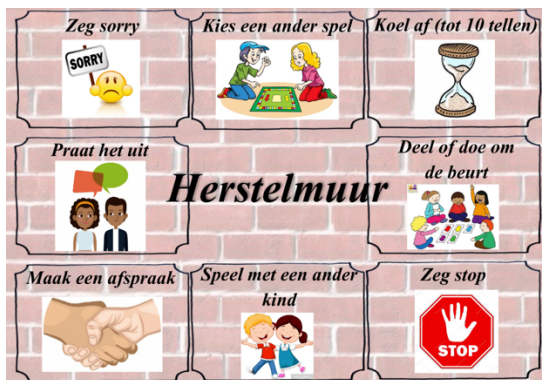 Zeg sorry
SORRY
Kies een ander spel
Koel af (tot 10 tellen)
Praat het uit
Herstelmuur
Deel of doe om
de beurt
Maak een afspraak
Speel met een ander
kind
Zeg stop
STOP